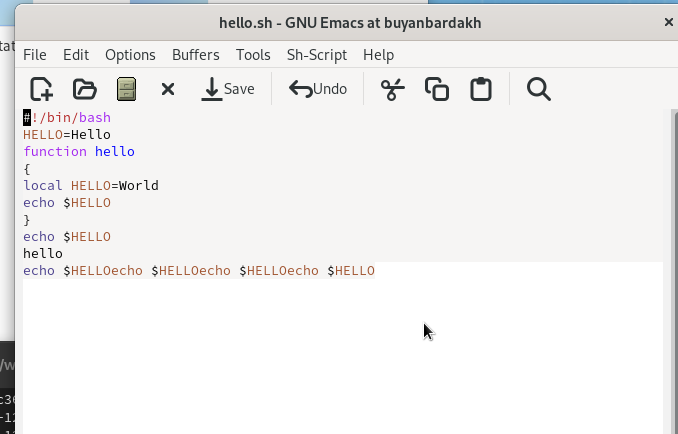 hello.sh - GNU Emacs at buyanbardakh
File Edit Options Buffers Tools Sh-Script Help
Save Undo
#!/bin/bash
HELLO=Hello
function hello
{
local HELLO=World
echo $HELLO
}
echo $HELLO
hello
echo $HELLOecho $HELLOecho $HELLOecho $HELLO